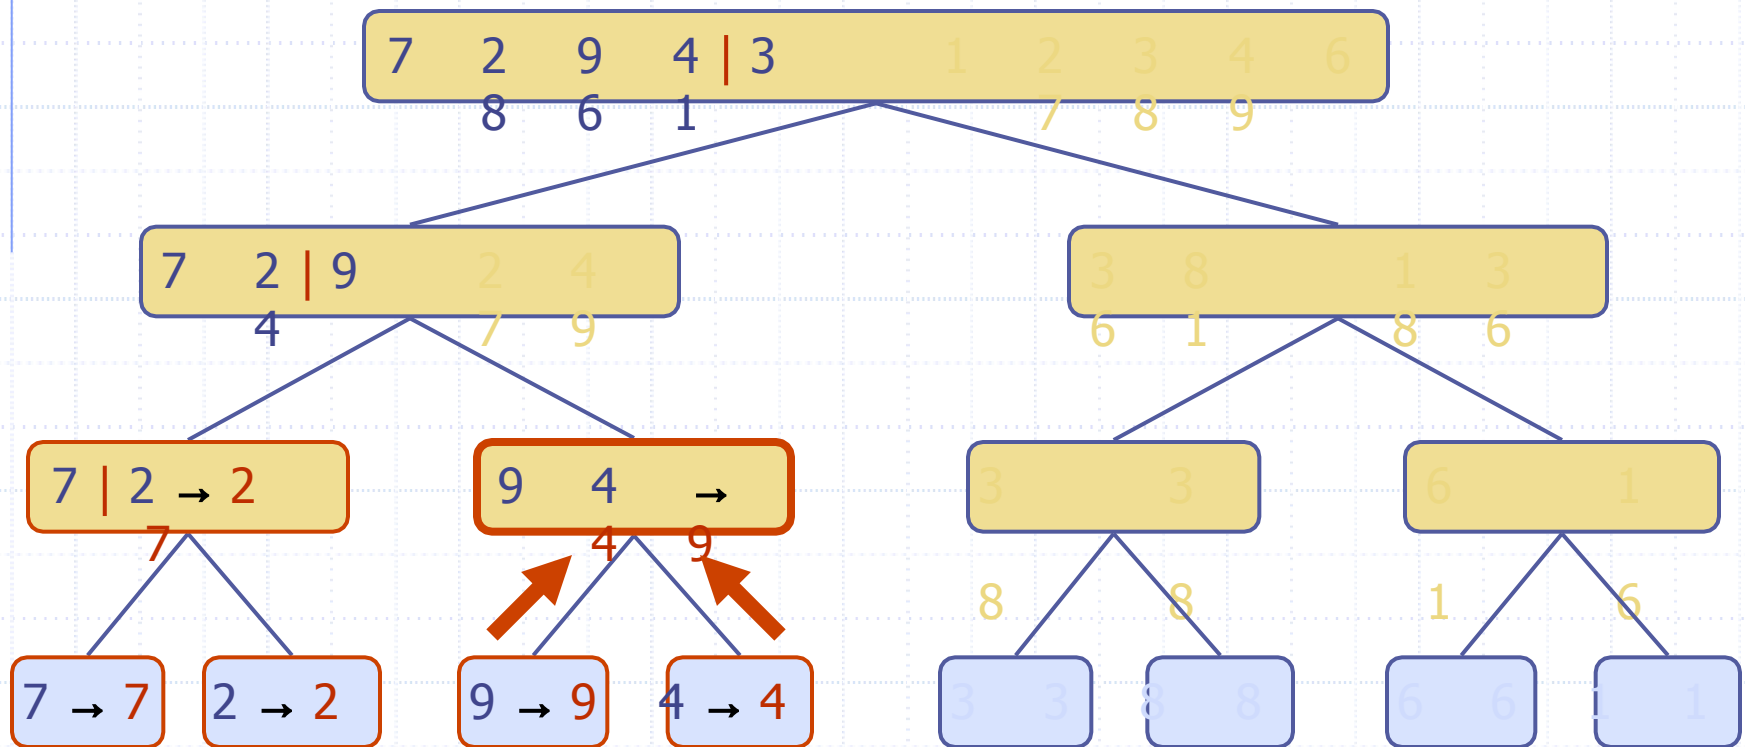 7 2 9 4 | 3 1 2 3 4 6
8 6 1 7 8 9
7 2 | 9 2 4 3 8 1 3
4 7 9 6 1 8 6
7 | 2 → 2 9 4 → 3 3 6 1
7 4 9
8 8 1 6
7 → 7 2 → 2 9 → 9 4 → 4 3 3 8 8 6 6 1 1